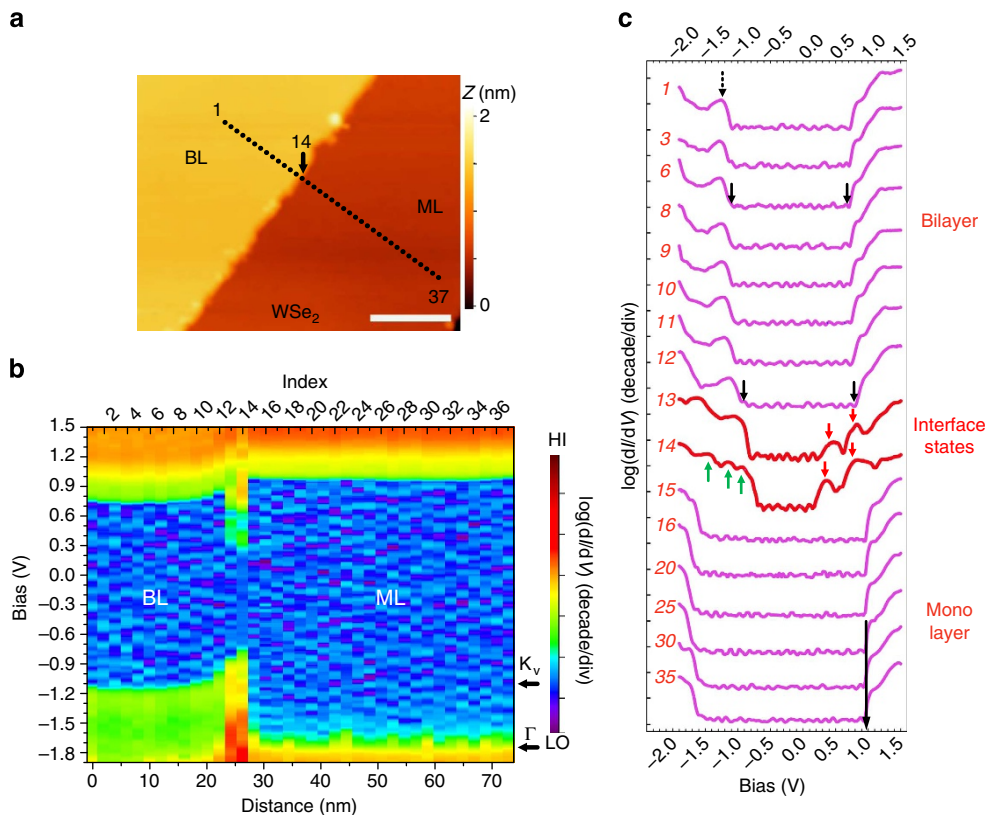 a
1
14
BL
ML
37
WSe2
Z (nm)
2
0
b
Index
2 4 6 8 10 12 14 16 18 20 22 24 26 28 30 32 34 36
1.5
1.2
0.9
0.6
0.3
0.0
−0.3
−0.6
−0.9
−1.2
−1.5
−1.8
Bias (V)
BL
ML
0 10 20 30 40 50 60 70
Distance (nm)
HI
LO
log(dI/dV) (decade/div)
Kv
Γ
c
−2.0 −1.5 −1.0 −0.5 0.0 0.5 1.0 1.5
log(dI/dV) (decade/div)
1
3
6
8
9
10
11
12
13
14
15
16
20
25
30
35
Bilayer
Interface
states
Mono
layer
−2.0 −1.5 −1.0 −0.5 0.0 0.5 1.0 1.5
Bias (V)